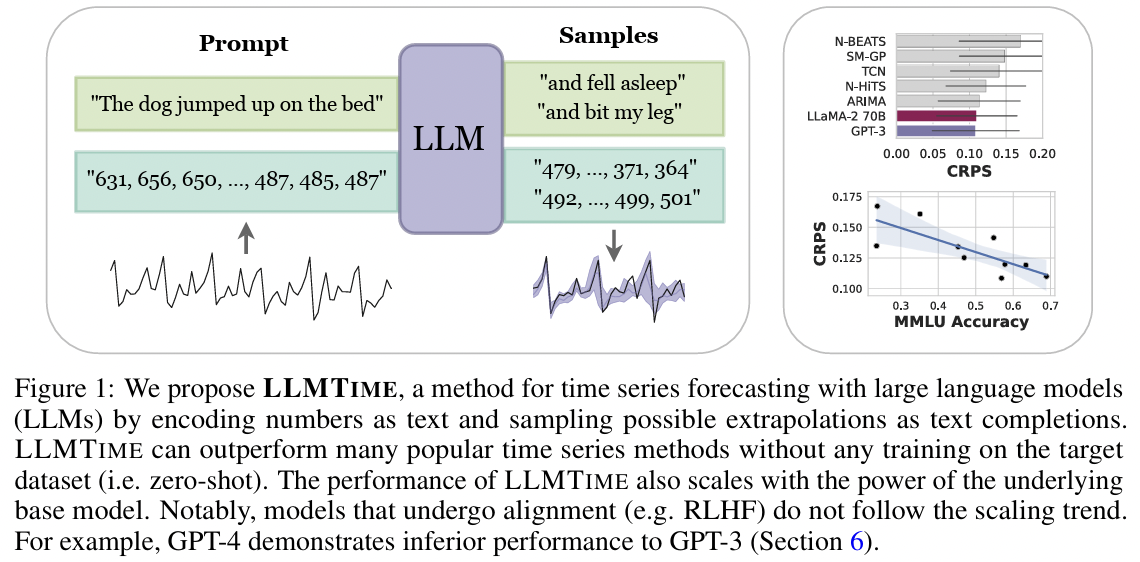 Prompt
Samples
"The dog jumped up on the bed"
LLM
"and fell asleep"
"and bit my leg"
"631, 656, 650, ..., 487, 485, 487"
"479, ..., 371, 364"
"492, ..., 499, 501"
N-BEATS
SM-GP
TCN
N-HiTS
ARIMA
LLaMA-2 70B
GPT-3
0.00 0.05 0.10 0.15 0.20
CRPS
0.175
0.150
0.125
0.100
CRPS
0.3 0.4 0.5 0.6 0.7
MMLU Accuracy
Figure 1: We propose LLMTIME, a method for time series forecasting with large language models
(LLMs) by encoding numbers as text and sampling possible extrapolations as text completions.
LLMTIME can outperform many popular time series methods without any training on the target
dataset (i.e. zero-shot). The performance of LLMTIME also scales with the power of the underlying
base model. Notably, models that undergo alignment (e.g. RLHF) do not follow the scaling trend.
For example, GPT-4 demonstrates inferior performance to GPT-3 (Section 6).